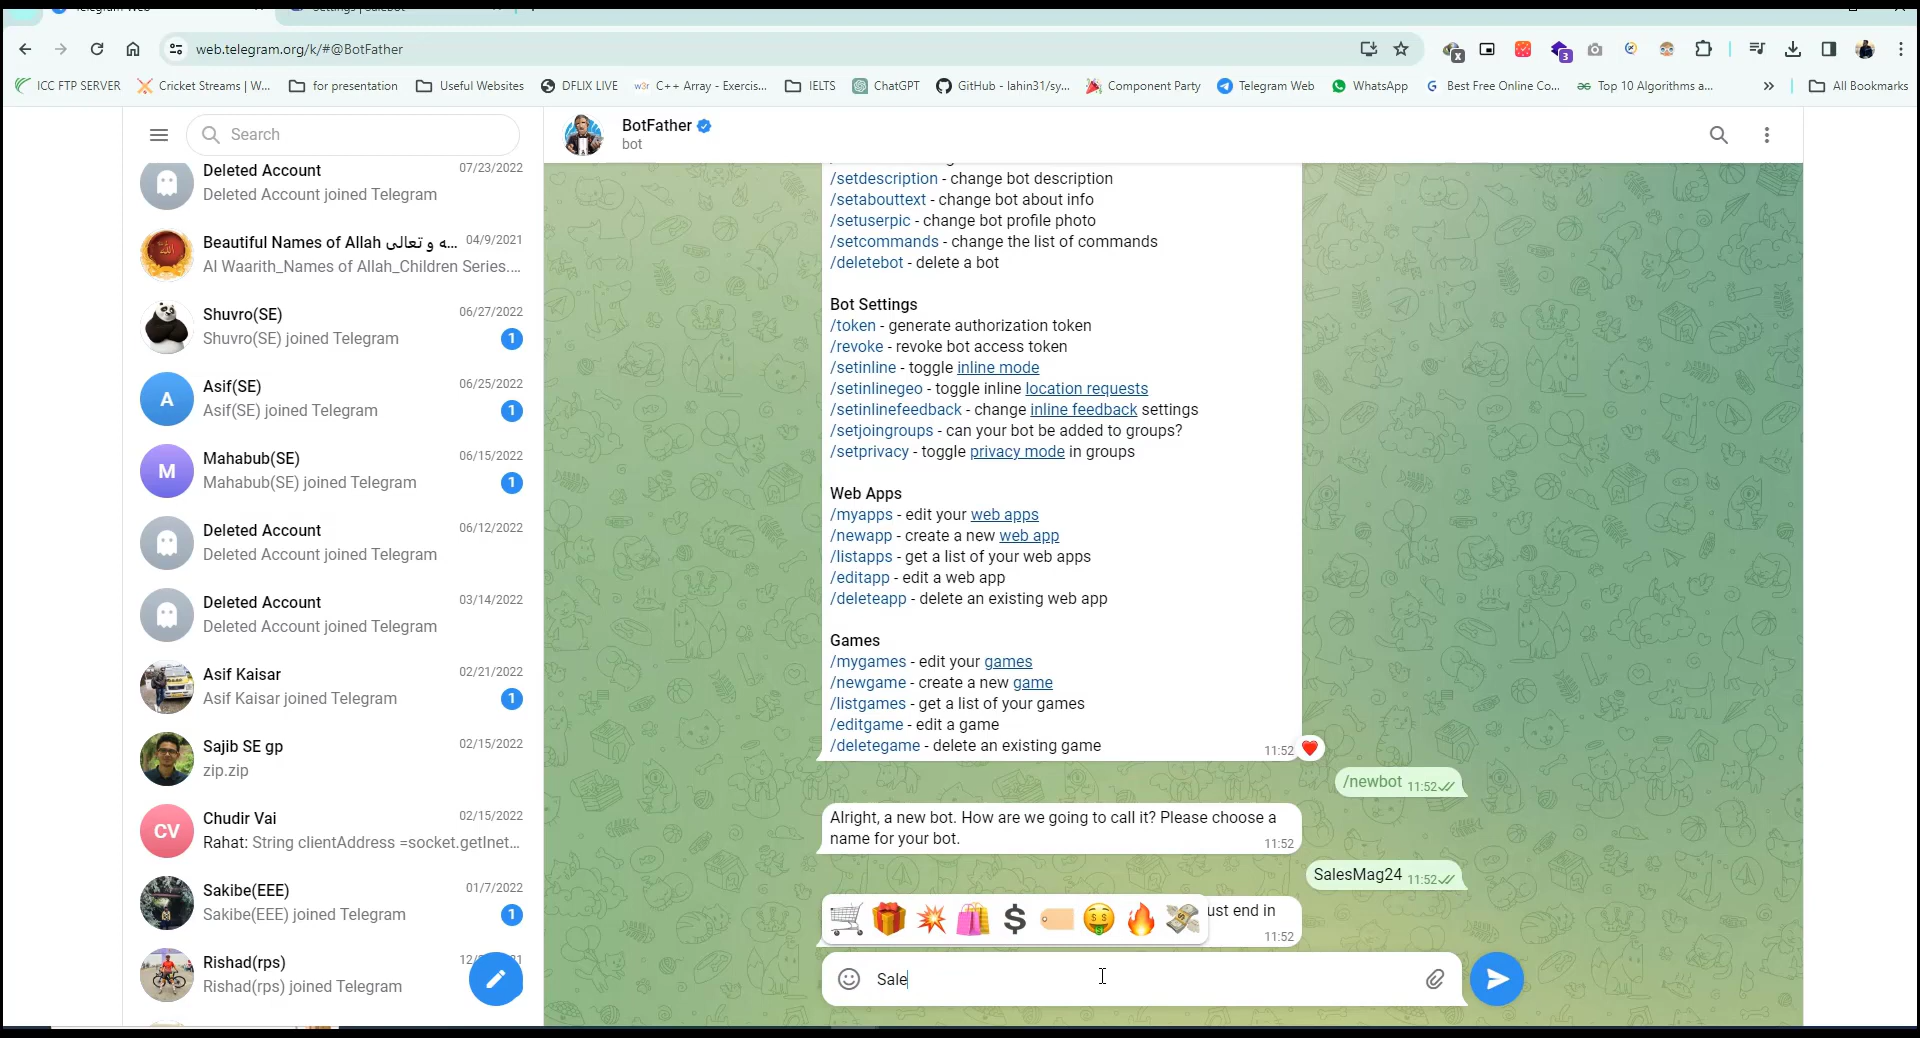 Telegram Web
Settings | Salebot
web.telegram.org/k/#@BotFather
X
3
ICC FTP SERVER
Cricket Streams | W...
for presentation
Useful Websites
DFLIX LIVE
C++ Array - Exercis...
IELTS
ChatGPT
GitHub - lahin31/sy...
Component Party
Telegram Web
WhatsApp
Best Free Online Co...
Top 10 Algorithms a...
All Bookmarks
Search
Deleted Account 07/23/2022
Deleted Account joined Telegram
Beautiful Names of Allah ه و تعالى... 04/9/2021
Al Waarith_Names of Allah_Children Series....
Shuvro(SE) 06/27/2022
Shuvro(SE) joined Telegram 1
A
Asif(SE) 06/25/2022
Asif(SE) joined Telegram 1
M
Mahabub(SE) 06/15/2022
Mahabub(SE) joined Telegram 1
Deleted Account 06/12/2022
Deleted Account joined Telegram
Deleted Account 03/14/2022
Deleted Account joined Telegram
Asif Kaisar 02/21/2022
Asif Kaisar joined Telegram 1
Sajib SE gp 02/15/2022
zip.zip
CV
Chudir Vai 02/15/2022
Rahat: String clientAddress =socket.getInet...
Sakibe(EEE) 01/7/2022
Sakibe(EEE) joined Telegram 1
Rishad(rps)
Rishad(rps) joined Telegram
BotFather
bot
/setdescription - change bot description
/setabouttext - change bot about info
/setuserpic - change bot profile photo
/setcommands - change the list of commands
/deletebot - delete a bot
Bot Settings
/token - generate authorization token
/revoke - revoke bot access token
/setinline - toggle inline mode
/setinlinegeo - toggle inline location requests
/setinlinefeedback - change inline feedback settings
/setjoingroups - can your bot be added to groups?
/setprivacy - toggle privacy mode in groups
Web Apps
/myapps - edit your web apps
/newapp - create a new web app
/listapps - get a list of your web apps
/editapp - edit a web app
/deleteapp - delete an existing web app
Games
/mygames - edit your games
/newgame - create a new game
/listgames - get a list of your games
/editgame - edit a game
/deletegame - delete an existing game 11:52
/newbot 11:52
Alright, a new bot. How are we going to call it? Please choose a
name for your bot. 11:52
SalesMag24 11:52
ust end in
11:52
Sale